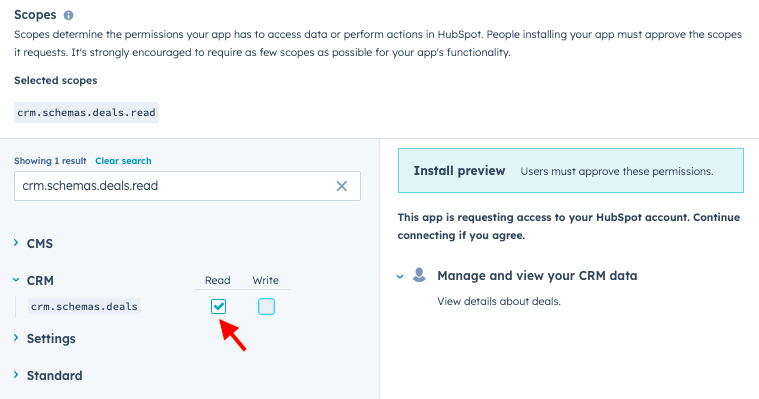 Scopes
Scopes determine the permissions your app has to access data or perform actions in HubSpot. People installing your app must approve the scopes
it requests. It's strongly encouraged to require as few scopes as possible for your app's functionality.
Selected scopes
crm.schemas.deals.read
Showing 1 result Clear search
crm.schemas.deals.read
CMS
CRM Read Write
crm.schemas.deals
Settings
Standard
Install preview Users must approve these permissions.
This app is requesting access to your HubSpot account. Continue
connecting if you agree.
Manage and view your CRM data
View details about deals.